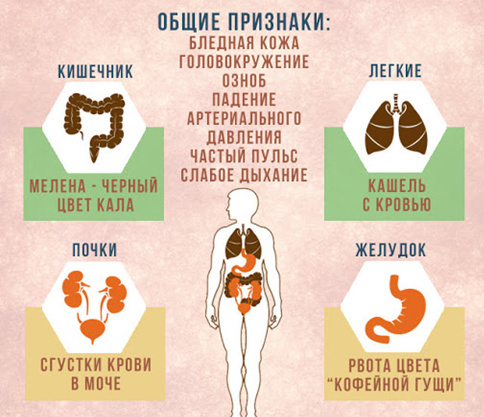 ОБЩИЕ ПРИЗНАКИ:
БЛЕДНАЯ КОЖА
ГОЛОВОКРУЖЕНИЕ
ОЗНОБ
ПАДЕНИЕ
АРТЕРИАЛЬНОГО
ДАВЛЕНИЯ
ЧАСТЫЙ ПУЛЬС
СЛАБОЕ ДЫХАНИЕ
КИШЕЧНИК
МЕЛЕНА - ЧЕРНЫЙ
ЦВЕТ КАЛА
ЛЕГКИЕ
КАШЕЛЬ
С КРОВЬЮ
ПОЧКИ
СГУСТКИ КРОВИ
В МОЧЕ
ЖЕЛУДОК
РВОТА ЦВЕТА
“КОФЕЙНОЙ ГУЩИ”